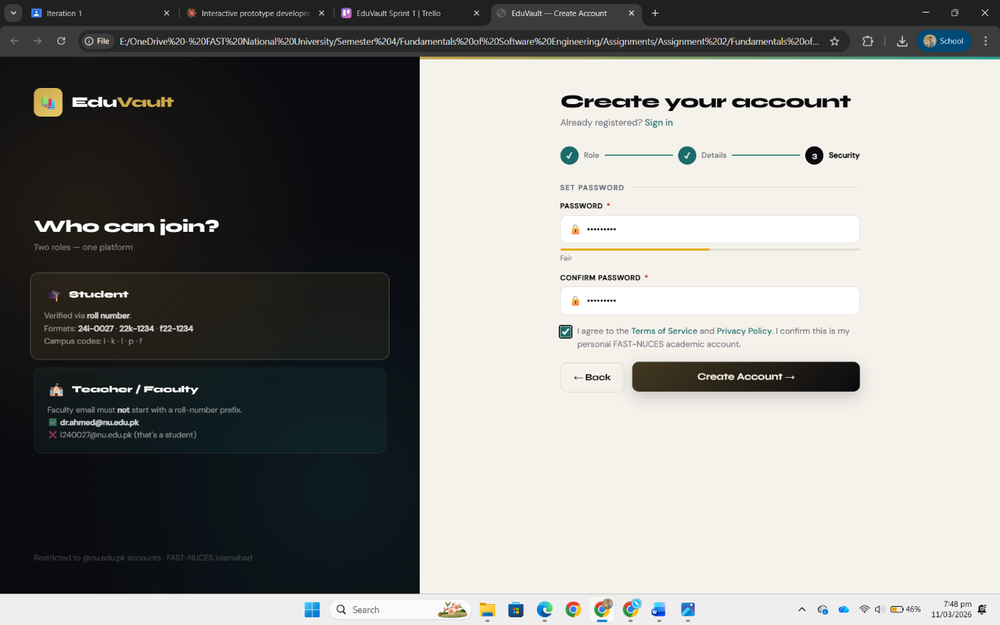 Iteration 1
Interactive prototype developm
EduVault Sprint 1 | Trello
EduVault — Create Account
File
E:/OneDrive%20-%20FAST%20National%20University/Semester%204/Fundamentals%20of%20Software%20Engineering/Assignments/Assignment%202/Fundamentals%20of...
School
EduVault
Who can join?
Two roles — one platform
Student
Verified via roll number.
Formats: 24i-0027 · 22k-1234 · f22-1234
Campus codes: i · k · l · p · f
Teacher / Faculty
Faculty email must not start with a roll-number prefix.
dr.ahmed@nu.edu.pk
i240027@nu.edu.pk (that's a student)
Restricted to @nu.edu.pk accounts · FAST-NUCES Islamabad
Create your account
Already registered? Sign in
Role
Details
3 Security
SET PASSWORD
PASSWORD *
•••••••••
Fair
CONFIRM PASSWORD *
•••••••••
I agree to the Terms of Service and Privacy Policy. I confirm this is my
personal FAST-NUCES academic account.
← Back
Create Account →
Search
46%
7:48 pm
11/03/2026